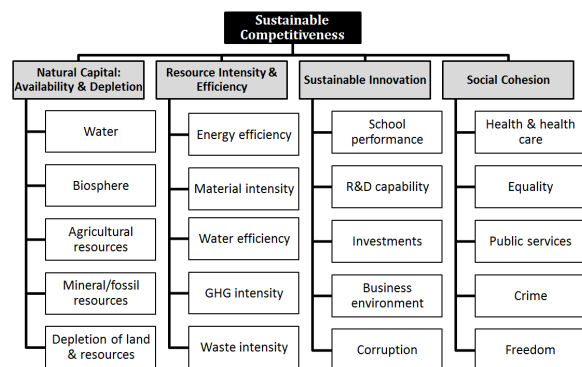 Sustainable
Competitiveness
Natural Capital:
Availability & Depletion
Resource Intensity &
Efficiency
Sustainable Innovation
Social Cohesion
Water
Biosphere
Agricultural
resources
Mineral/fossil
resources
Depletion of land
& resources
Energy efficiency
Material intensity
Water efficiency
GHG intensity
Waste intensity
School
performance
R&D capability
Investments
Business
environment
Corruption
Health & health
care
Equality
Public services
Crime
Freedom